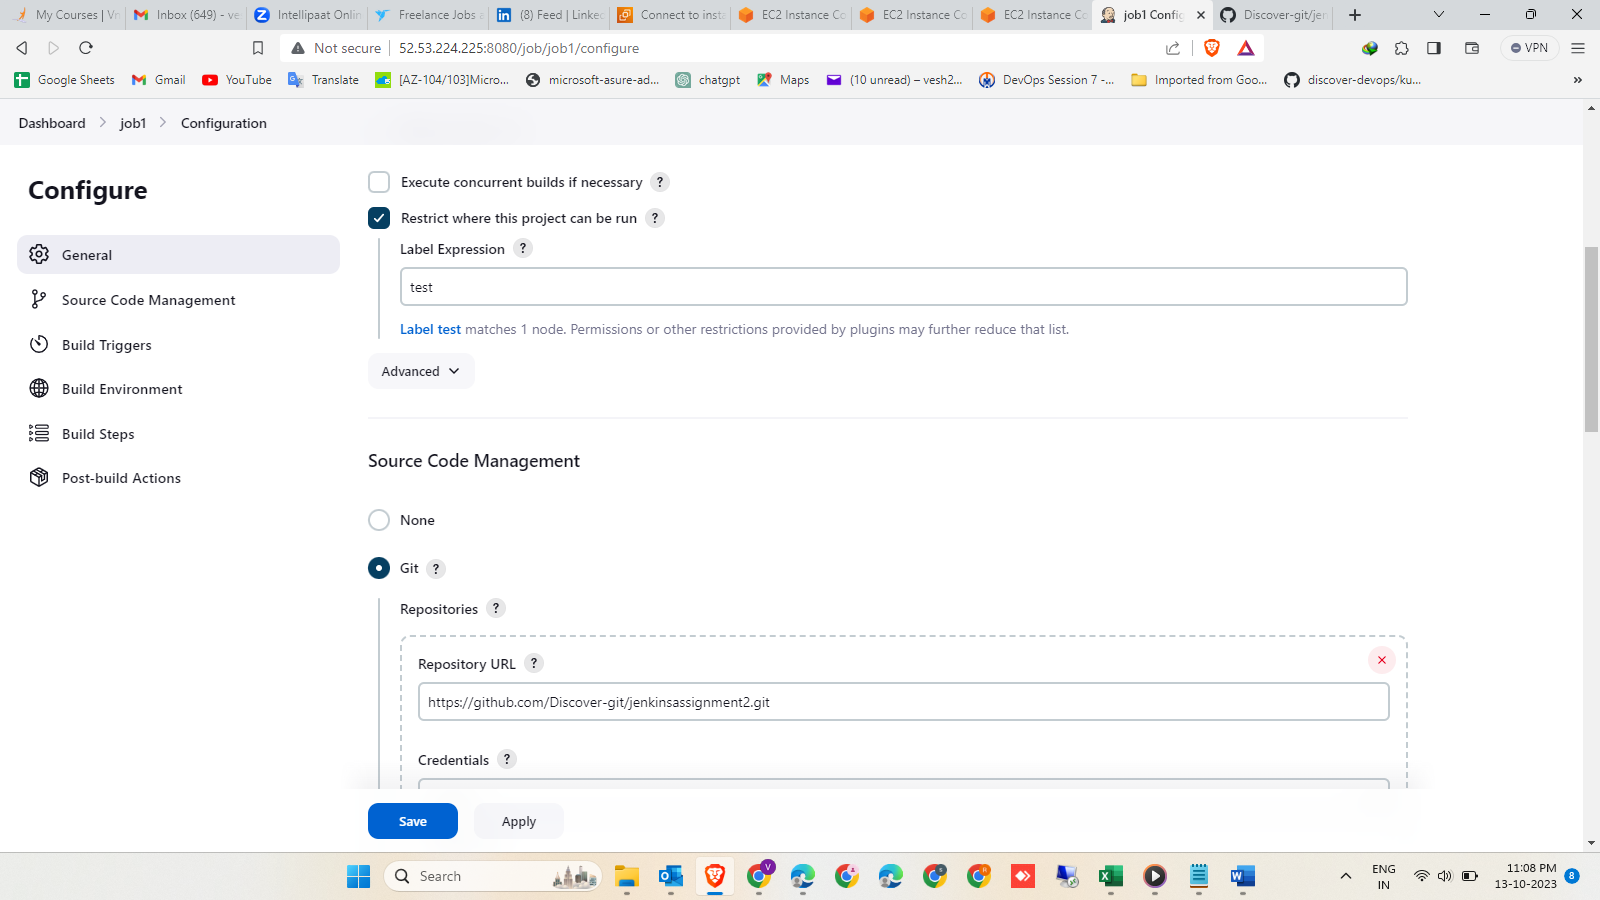 My Courses | Vn
Inbox (649) - ve
Intellipaat Onlin
Freelance Jobs a
(8) Feed | Linked
Connect to insta
EC2 Instance Co
EC2 Instance Co
EC2 Instance Co
job1 Config
Discover-git/jen
Not secure
52.53.224.225:8080/job/job1/configure
VPN
Google Sheets
Gmail
YouTube
Translate
[AZ-104/103]Micro...
microsoft-asure-ad...
chatgpt
Maps
(10 unread) – vesh2...
DevOps Session 7 -...
Imported from Goo...
discover-devops/ku...
»
Dashboard > job1 > Configuration
Configure
General
Source Code Management
Build Triggers
Build Environment
Build Steps
Post-build Actions
Execute concurrent builds if necessary ?
Restrict where this project can be run ?
Label Expression ?
test
Label test matches 1 node. Permissions or other restrictions provided by plugins may further reduce that list.
Advanced
Source Code Management
None
Git ?
Repositories ?
Repository URL ?
https://github.com/Discover-git/jenkinsassignment2.git
Credentials ?
Save
Apply
Search
ENG
IN
11:08 PM
13-10-2023
8